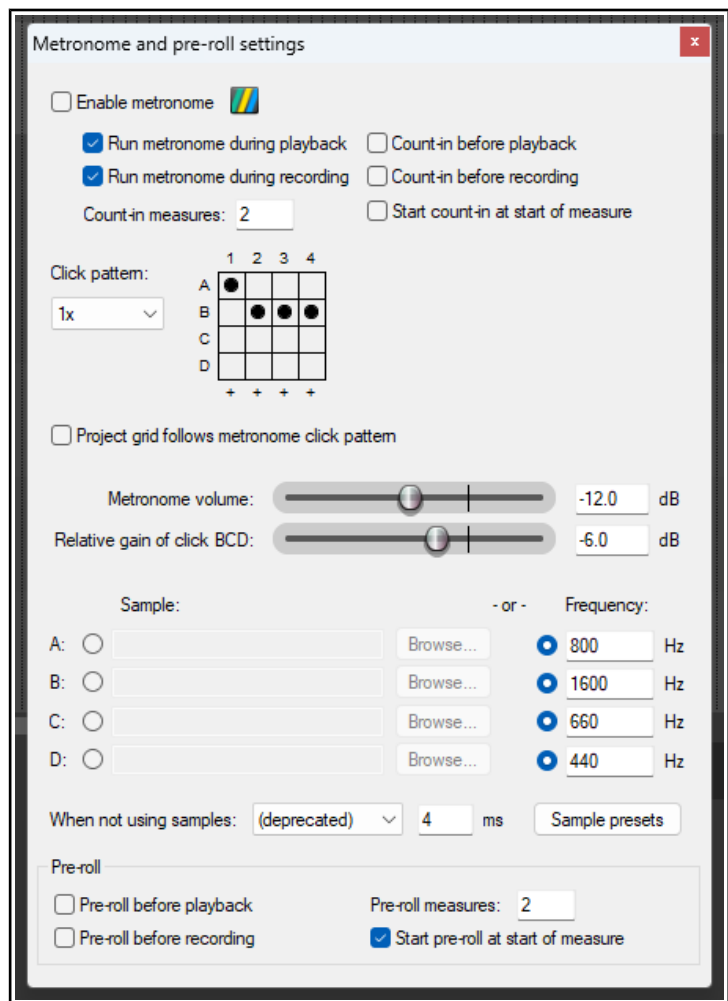 Metronome and pre-roll settings x
Enable metronome
Run metronome during playback Count-in before playback
Run metronome during recording Count-in before recording
Count-in measures: 2 Start count-in at start of measure
1 2 3 4
Click pattern:
A
1x B
C
D
+ + + +
Project grid follows metronome click pattern
Metronome volume: -12.0 dB
Relative gain of click BCD: -6.0 dB
Sample: - or - Frequency:
A: Browse... 800 Hz
B: Browse... 1600 Hz
C: Browse... 660 Hz
D: Browse... 440 Hz
When not using samples: (deprecated) 4 ms Sample presets
Pre-roll
Pre-roll before playback Pre-roll measures: 2
Pre-roll before recording Start pre-roll at start of measure